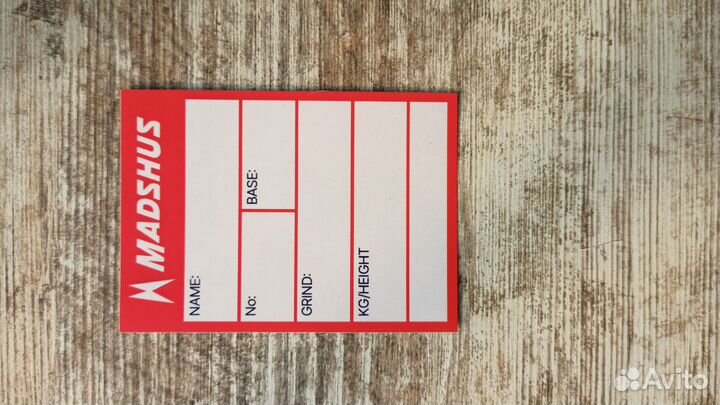 MADSHUS
NAME:
No: BASE:
GRIND:
KG/HEIGHT
Avito